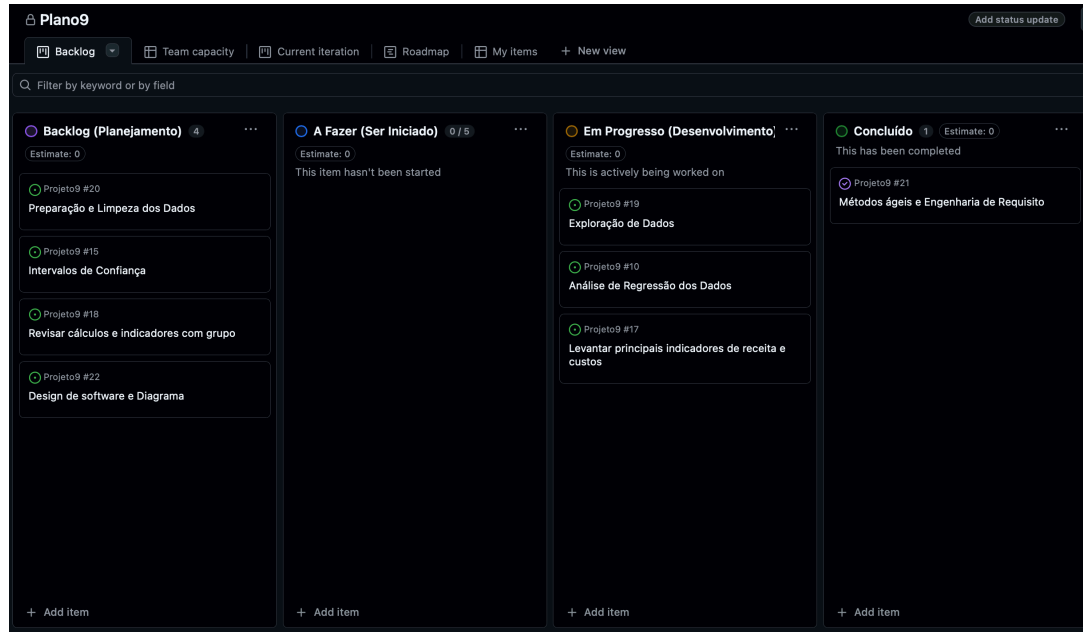 Plano9
Add status update
Backlog
Team capacity
Current iteration
Roadmap
My items
+ New view
Filter by keyword or by field
Backlog (Planejamento) 4 ...
Estimate: 0
Projeto9 #20
Preparação e Limpeza dos Dados
Projeto9 #15
Intervalos de Confiança
Projeto9 #18
Revisar cálculos e indicadores com grupo
Projeto9 #22
Design de software e Diagrama
+ Add item
A Fazer (Ser Iniciado) 0 / 5 ...
Estimate: 0
This item hasn't been started
+ Add item
Em Progresso (Desenvolvimento) ...
Estimate: 0
This is actively being worked on
Projeto9 #19
Exploração de Dados
Projeto9 #10
Análise de Regressão dos Dados
Projeto9 #17
Levantar principais indicadores de receita e
custos
+ Add item
Concluído 1 Estimate: 0 ...
This has been completed
Projeto9 #21
Métodos ágeis e Engenharia de Requisito
+ Add item